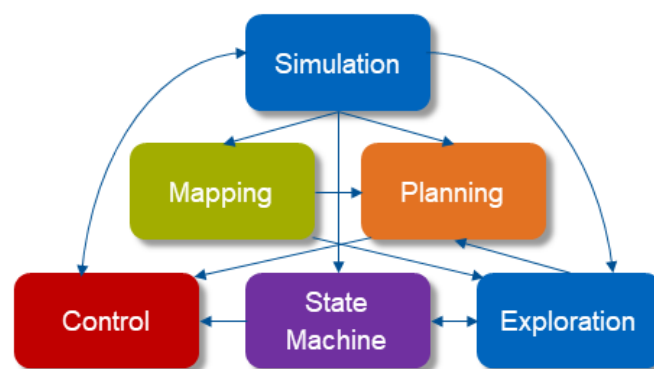 Simulation
Mapping
Planning
Control
State
Machine
Exploration